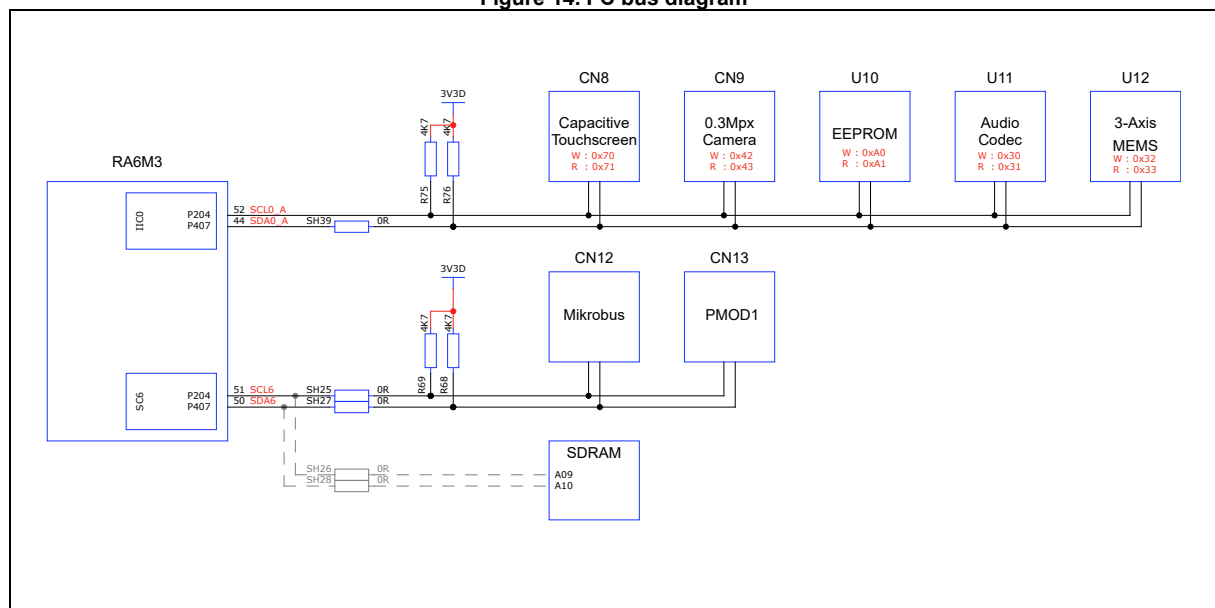 Figure 14. I²C bus diagram
CN8
CN9
U10
U11
U12
3V3D
4K7
4K7
R75
R76
Capacitive
Touchscreen
W : 0x70
R : 0x71
0.3Mpx
Camera
W : 0x42
R : 0x43
EEPROM
W : 0xA0
R : 0xA1
Audio
Codec
W : 0x30
R : 0x31
3-Axis
MEMS
W : 0x32
R : 0x33
RA6M3
IIC0
P204
P407
52 SCL0_A
44 SDA0_A
SH39
0R
3V3D
4K7
4K7
R69
R68
CN12
CN13
Mikrobus
PMOD1
SC6
P204
P407
51 SCL6
50 SDA6
SH25 0R
SH27 0R
SH26 0R
SH28 0R
SDRAM
A09
A10